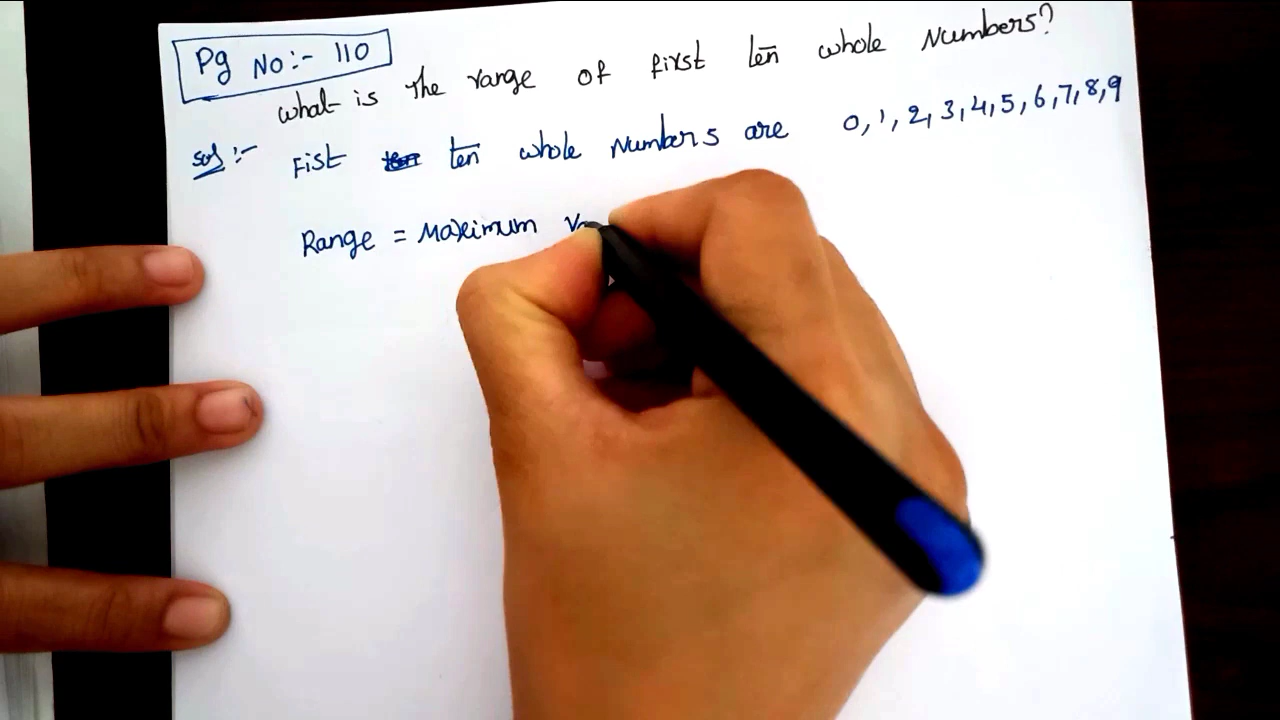 Pg No:- 110
What is The range of first ten whole Numbers?
Sol:- Fist ten whole Numbers are 0, 1, 2, 3, 4, 5, 6, 7, 8, 9
Range = Maximum